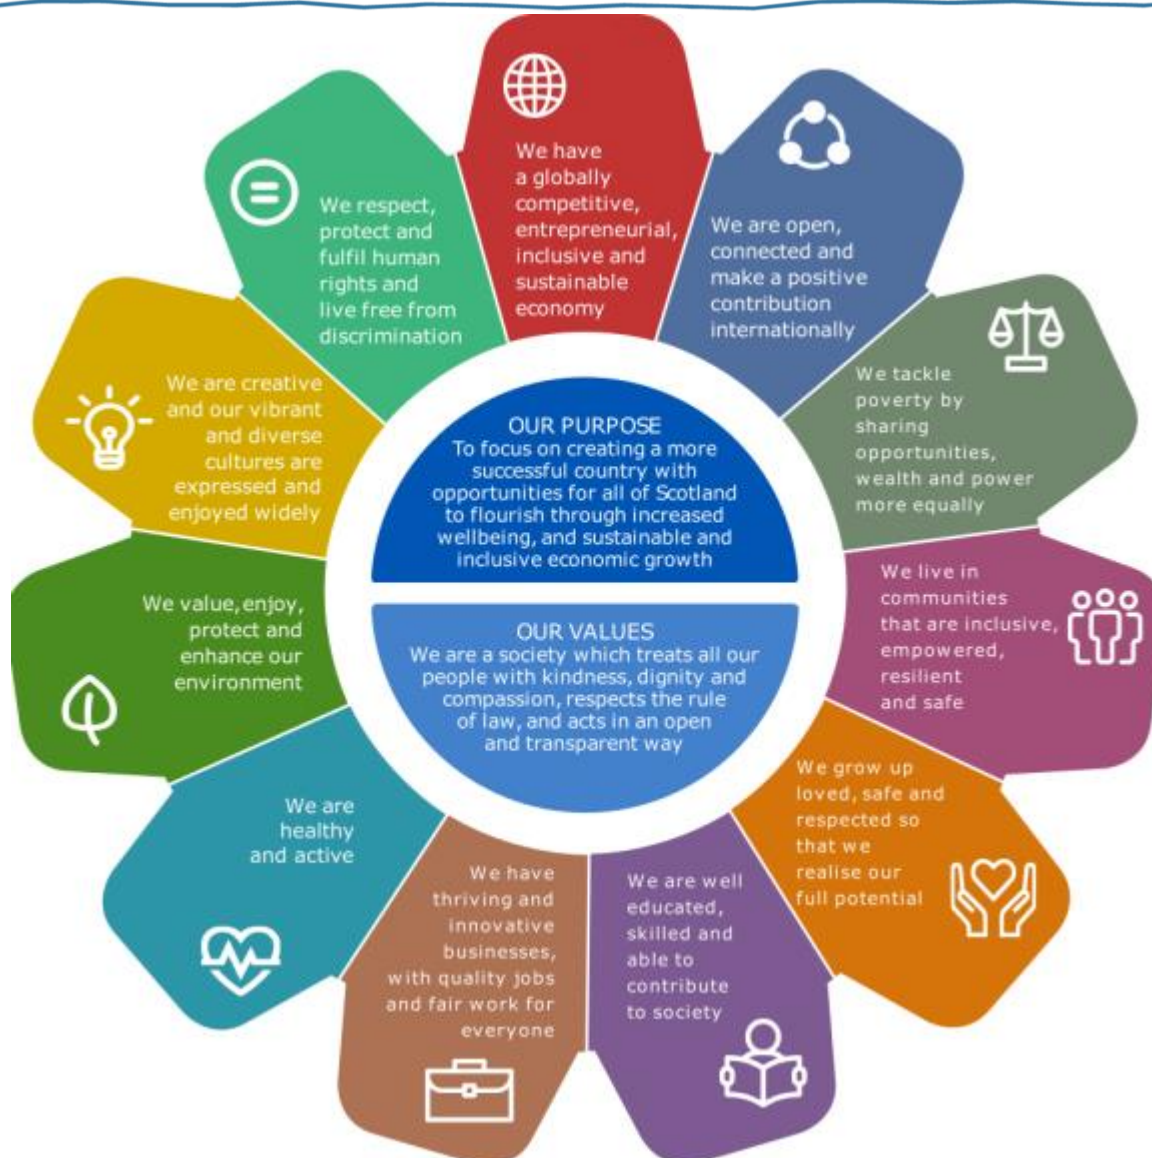 We have
a globally
competitive,
entrepreneurial,
inclusive and
sustainable
economy
We are open,
connected and
make a positive
contribution
internationally
We tackle
poverty by
sharing
opportunities,
wealth and power
more equally
We live in
communities
that are inclusive,
empowered,
resilient
and safe
We grow up
loved, safe and
respected so
that we
realise our
full potential
We are well
educated,
skilled and
able to
contribute
to society
We have
thriving and
innovative
businesses,
with quality jobs
and fair work for
everyone
We are
healthy
and active
We value, enjoy,
protect and
enhance our
environment
We are creative
and our vibrant
and diverse
cultures are
expressed and
enjoyed widely
We respect,
protect and
fulfil human
rights and
live free from
discrimination
OUR PURPOSE
To focus on creating a more
successful country with
opportunities for all of Scotland
to flourish through increased
wellbeing, and sustainable and
inclusive economic growth
OUR VALUES
We are a society which treats all our
people with kindness, dignity and
compassion, respects the rule
of law, and acts in an open
and transparent way